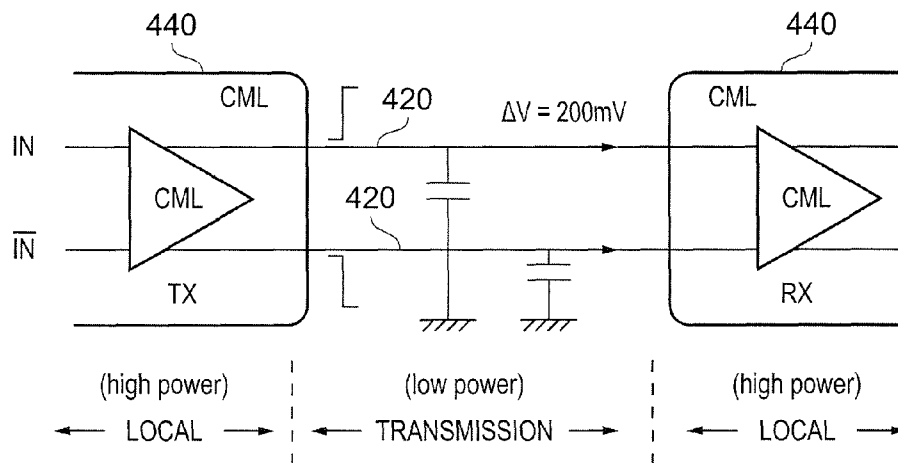 440
440
CML
CML
420
ΔV = 200mV
IN
CML
CML
420
I̅N̅
TX
RX
(high power)
(low power)
(high power)
LOCAL
TRANSMISSION
LOCAL